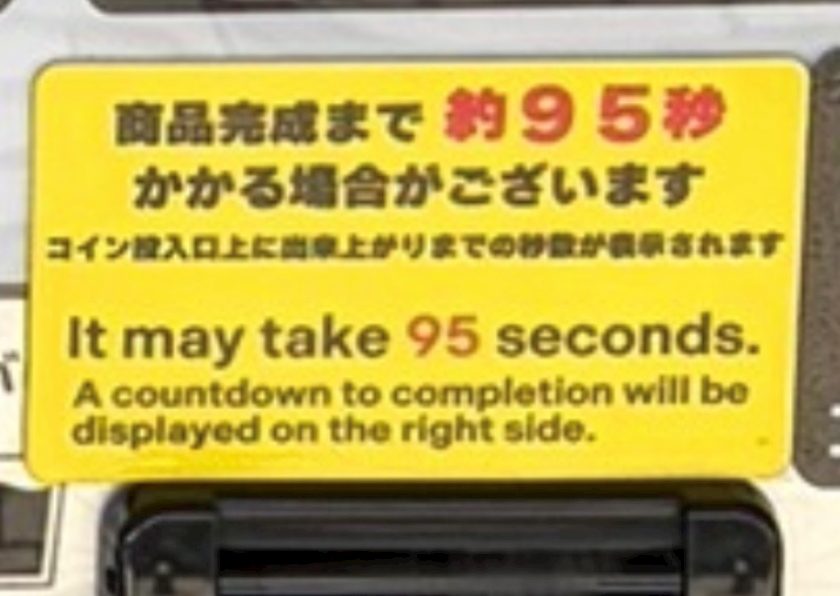 商品完成まで 約95秒
かかる場合がございます
コイン投入口上に出来上がりまでの秒数が表示されます
It may take 95 seconds.
A countdown to completion will be
displayed on the right side.